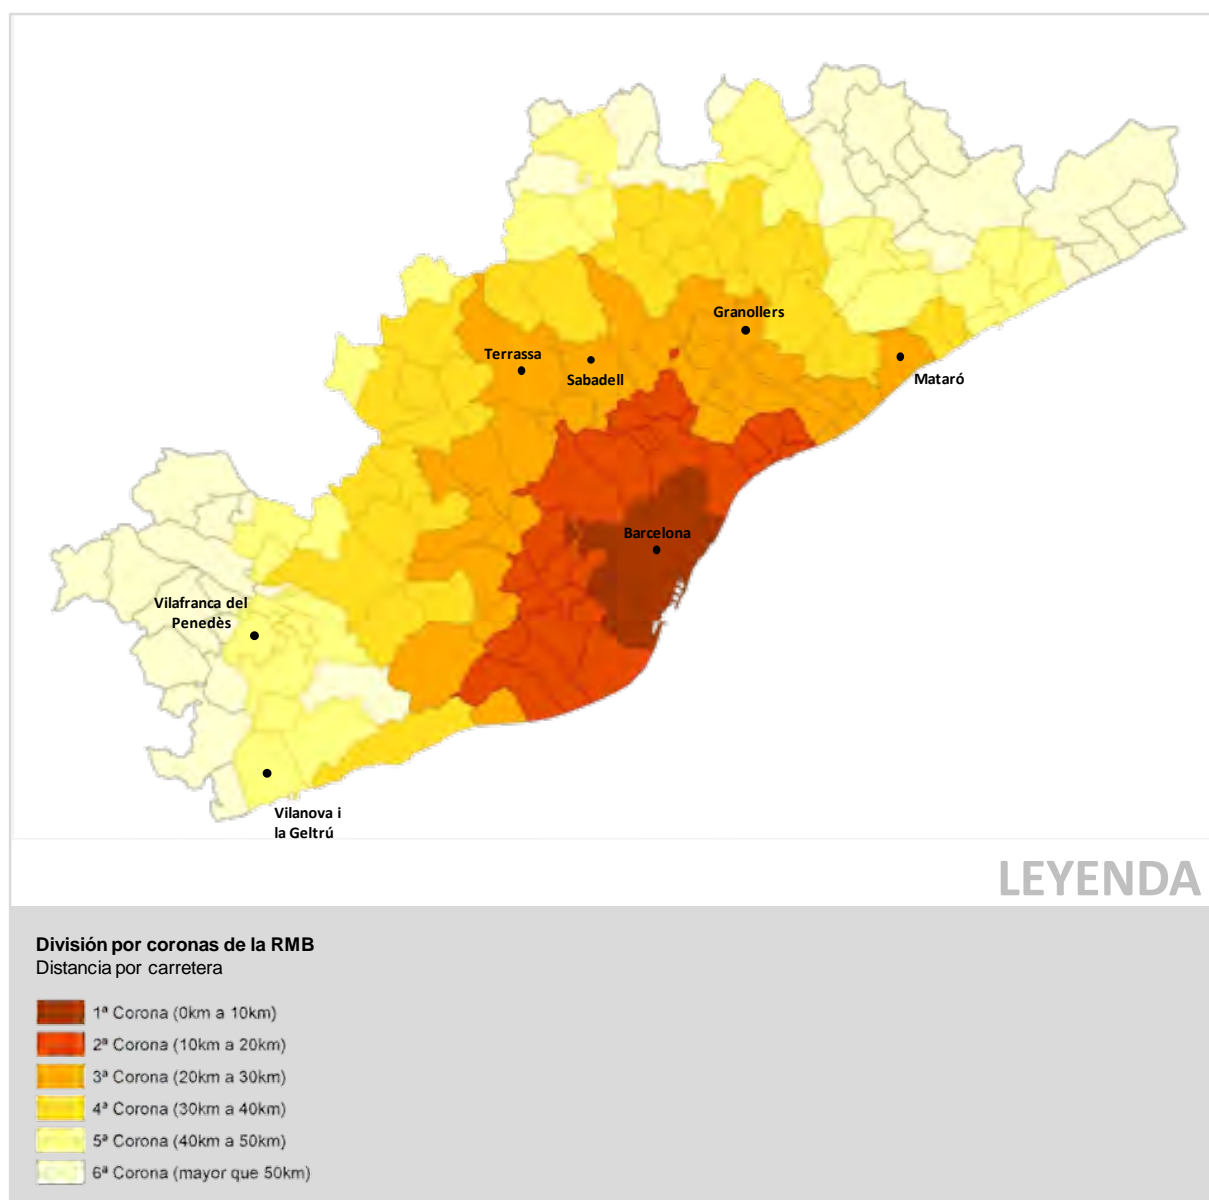 Granollers
Terrassa
Sabadell
Mataró
Barcelona
Vilafranca del
Penedès
Vilanova i
la Geltrú
LEYENDA
División por coronas de la RMB
Distancia por carretera
1ª Corona (0km a 10km)
2ª Corona (10km a 20km)
3ª Corona (20km a 30km)
4ª Corona (30km a 40km)
5ª Corona (40km a 50km)
6ª Corona (mayor que 50km)